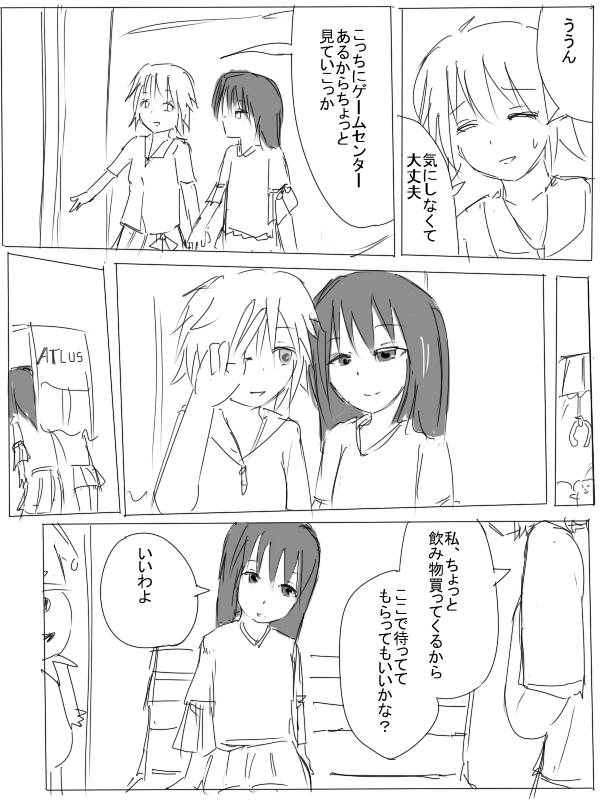 ううん
気にしなくて
大丈夫
こっちにゲームセンター
あるからちょっと
見ていこっか
ATLUS
私、ちょっと
飲み物買ってくるから
ここで待ってて
もらってもいいかな？
いいわよ